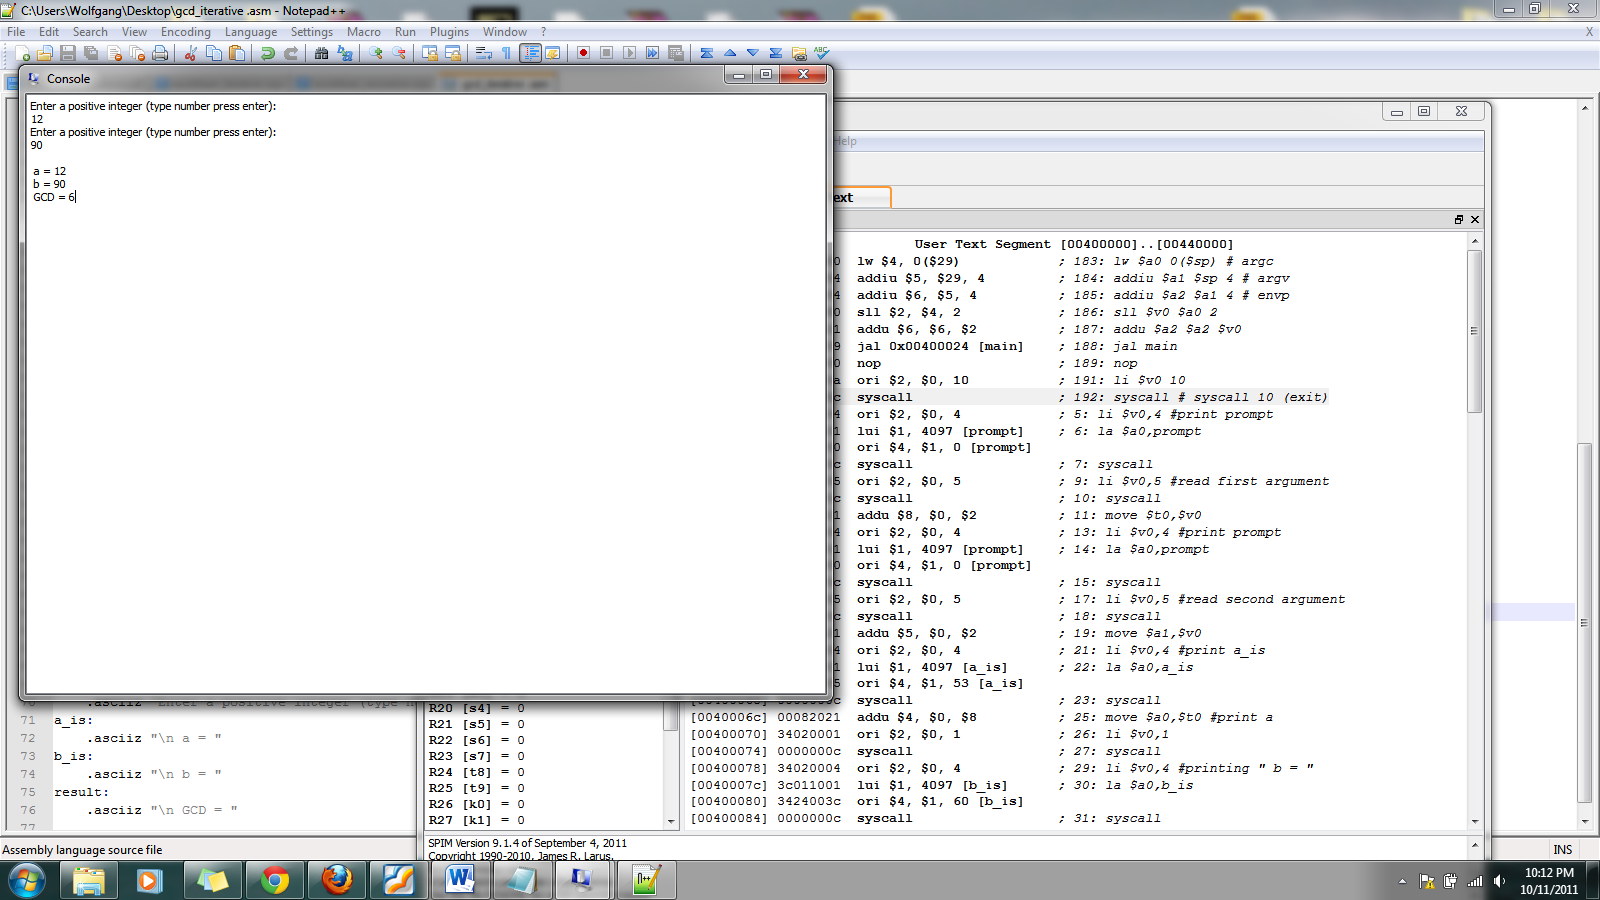 C:\Users\Wolfgang\Desktop\gcd_iterative .asm - Notepad++
File Edit Search View Encoding Language Settings Macro Run Plugins Window ? X
Console
Enter a positive integer (type number press enter):
12
Enter a positive integer (type number press enter):
90
a = 12
b = 90
GCD = 6
Help
ext
User Text Segment [00400000]..[00440000]
0 lw $4, 0($29) ; 183: lw $a0 0($sp) # argc
4 addiu $5, $29, 4 ; 184: addiu $a1 $sp 4 # argv
4 addiu $6, $5, 4 ; 185: addiu $a2 $a1 4 # envp
0 sll $2, $4, 2 ; 186: sll $v0 $a0 2
1 addu $6, $6, $2 ; 187: addu $a2 $a2 $v0
9 jal 0x00400024 [main] ; 188: jal main
0 nop ; 189: nop
a ori $2, $0, 10 ; 191: li $v0 10
c syscall ; 192: syscall # syscall 10 (exit)
4 ori $2, $0, 4 ; 5: li $v0,4 #print prompt
1 lui $1, 4097 [prompt] ; 6: la $a0,prompt
0 ori $4, $1, 0 [prompt]
c syscall ; 7: syscall
5 ori $2, $0, 5 ; 9: li $v0,5 #read first argument
c syscall ; 10: syscall
1 addu $8, $0, $2 ; 11: move $t0,$v0
4 ori $2, $0, 4 ; 13: li $v0,4 #print prompt
1 lui $1, 4097 [prompt] ; 14: la $a0,prompt
0 ori $4, $1, 0 [prompt]
c syscall ; 15: syscall
5 ori $2, $0, 5 ; 17: li $v0,5 #read second argument
c syscall ; 18: syscall
1 addu $5, $0, $2 ; 19: move $a1,$v0
4 ori $2, $0, 4 ; 21: li $v0,4 #print a_is
1 lui $1, 4097 [a_is] ; 22: la $a0,a_is
5 ori $4, $1, 53 [a_is]
syscall ; 23: syscall
[0040006c] 00082021 addu $4, $0, $8 ; 25: move $a0,$t0 #print a
[00400070] 34020001 ori $2, $0, 1 ; 26: li $v0,1
[00400074] 0000000c syscall ; 27: syscall
[00400078] 34020004 ori $2, $0, 4 ; 29: li $v0,4 #printing " b = "
[0040007c] 3c011001 lui $1, 4097 [b_is] ; 30: la $a0,b_is
[00400080] 3424003c ori $4, $1, 60 [b_is]
[00400084] 0000000c syscall ; 31: syscall
R20 [s4] = 0
R21 [s5] = 0
R22 [s6] = 0
R23 [s7] = 0
R24 [t8] = 0
R25 [t9] = 0
R26 [k0] = 0
R27 [k1] = 0
.asciiz "Enter a positive integer (type n
71 a_is:
72 .asciiz "\n a = "
73 b_is:
74 .asciiz "\n b = "
75 result:
76 .asciiz "\n GCD = "
77
SPIM Version 9.1.4 of September 4, 2011
Copyright 1990-2010, James R. Larus.
Assembly language source file
INS
10:12 PM
10/11/2011